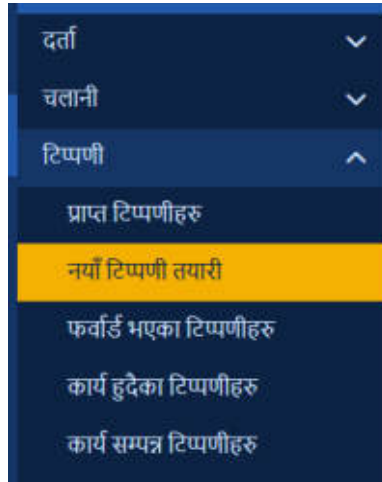 दर्ता
चलानी
टिप्पणी
प्राप्त टिप्पणीहरु
नयाँ टिप्पणी तयारी
फर्वार्ड भएका टिप्पणीहरु
कार्य हुदैका टिप्पणीहरु
कार्य सम्पन्न टिप्पणीहरु